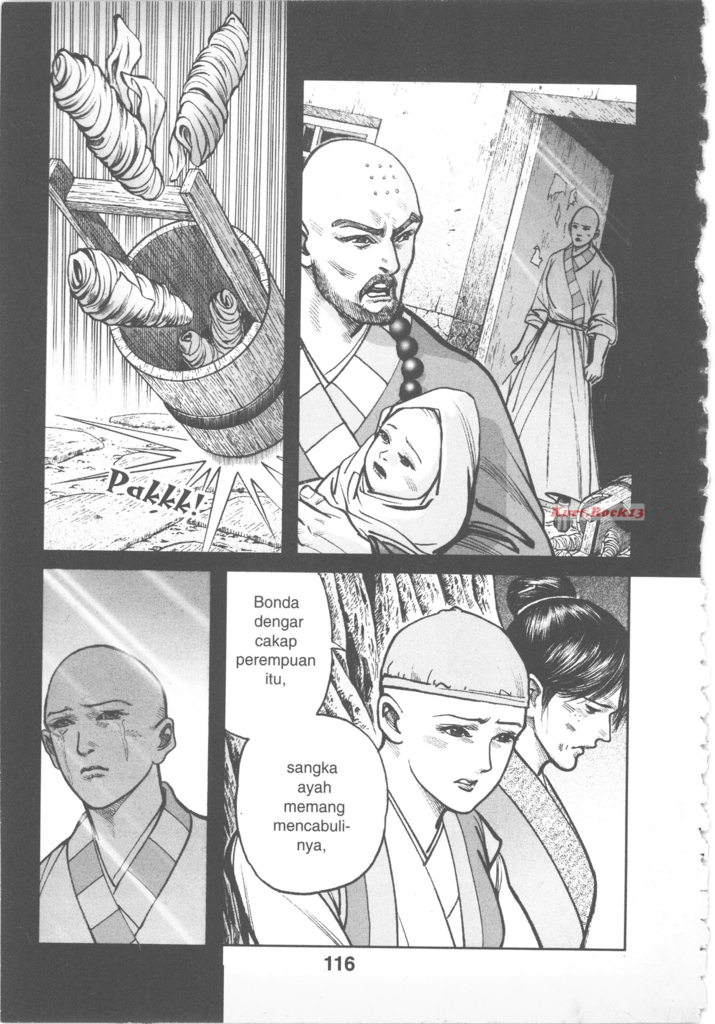 Pakkk!
Bonda
dengar
cakap
perempuan
itu,
sangka
ayah
memang
mencabuli-
nya,
116